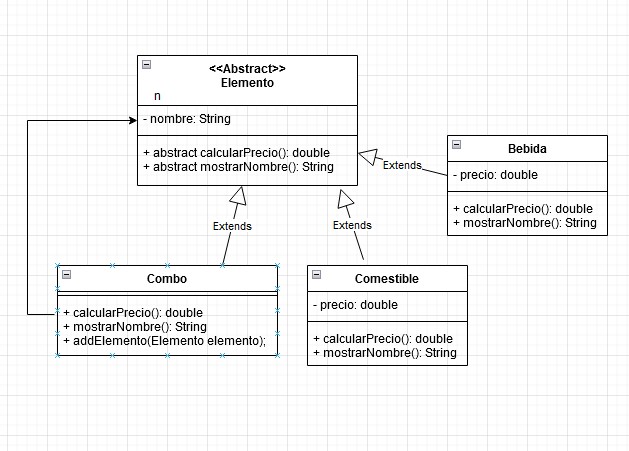 <<Abstract>>
Elemento
n
- nombre: String
+ abstract calcularPrecio(): double
+ abstract mostrarNombre(): String
Extends
Bebida
- precio: double
+ calcularPrecio(): double
+ mostrarNombre(): String
Extends
Extends
Combo
+ calcularPrecio(): double
+ mostrarNombre(): String
+ addElemento(Elemento elemento);
Comestible
- precio: double
+ calcularPrecio(): double
+ mostrarNombre(): String